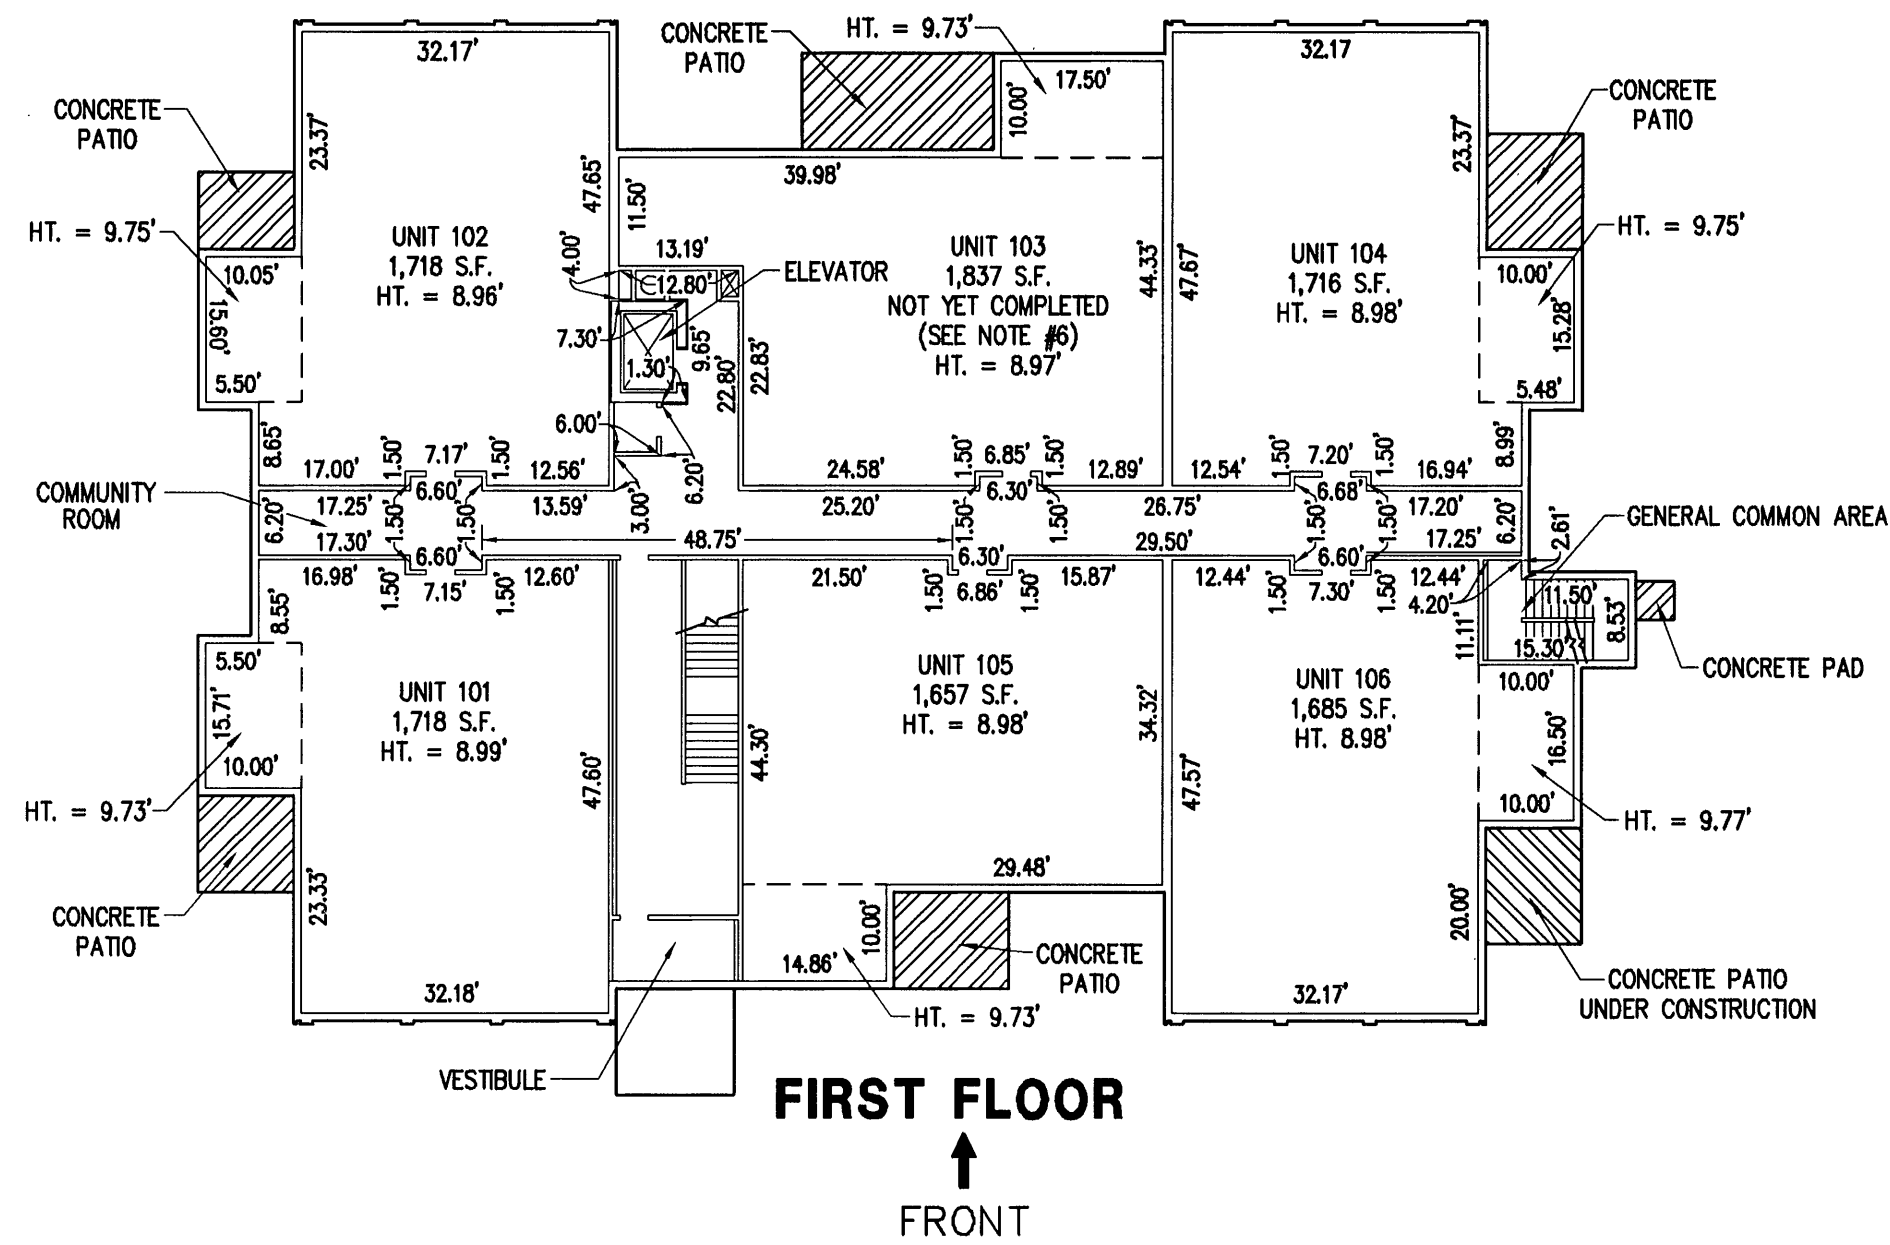 HT. = 9.73'
CONCRETE
PATIO
32.17'
32.17
17.50'
10.00'
CONCRETE
PATIO
CONCRETE
PATIO
23.37'
47.65'
11.50'
39.98'
23.37'
HT. = 9.75'
HT. = 9.75'
UNIT 102
1,718 S.F.
HT. = 8.96'
4.00'
13.19'
12.80'
ELEVATOR
UNIT 103
1,837 S.F.
NOT YET COMPLETED
(SEE NOTE #6)
HT. = 8.97'
44.33'
47.67'
UNIT 104
1,716 S.F.
HT. = 8.98'
10.05'
15.60'
5.50'
10.00'
15.28'
5.48'
7.30'
1.30'
9.65'
22.80'
22.83'
6.00'
6.20'
3.00'
8.65'
17.00'
1.50'
7.17'
1.50'
12.56'
24.58'
1.50'
6.85'
1.50'
12.89'
12.54'
1.50'
7.20'
1.50'
16.94'
8.99'
COMMUNITY
ROOM
6.20'
17.25'
6.60'
13.59'
25.20'
6.30'
26.75'
6.68'
17.20'
6.20'
2.61'
GENERAL COMMON AREA
17.30'
1.50'
1.50'
6.60'
48.75'
1.50'
1.50'
6.30'
29.50'
1.50'
1.50'
6.60'
17.25'
16.98'
1.50'
7.15'
1.50'
12.60'
21.50'
1.50'
6.86'
1.50'
15.87'
12.44'
1.50'
7.30'
1.50'
12.44'
4.20'
11.50'
8.53'
15.30'
11.11'
8.55'
5.50'
15.71'
10.00'
UNIT 101
1,718 S.F.
HT. = 8.99'
UNIT 105
1,657 S.F.
HT. = 8.98'
UNIT 106
1,685 S.F.
HT. 8.98'
CONCRETE PAD
10.00'
16.50'
10.00'
47.60'
44.30'
34.32'
47.57'
HT. = 9.73'
HT. = 9.77'
29.48'
23.33'
20.00'
CONCRETE
PATIO
10.00'
14.86'
CONCRETE
PATIO
CONCRETE PATIO
UNDER CONSTRUCTION
32.18'
32.17'
HT. = 9.73'
VESTIBULE
FIRST FLOOR
FRONT